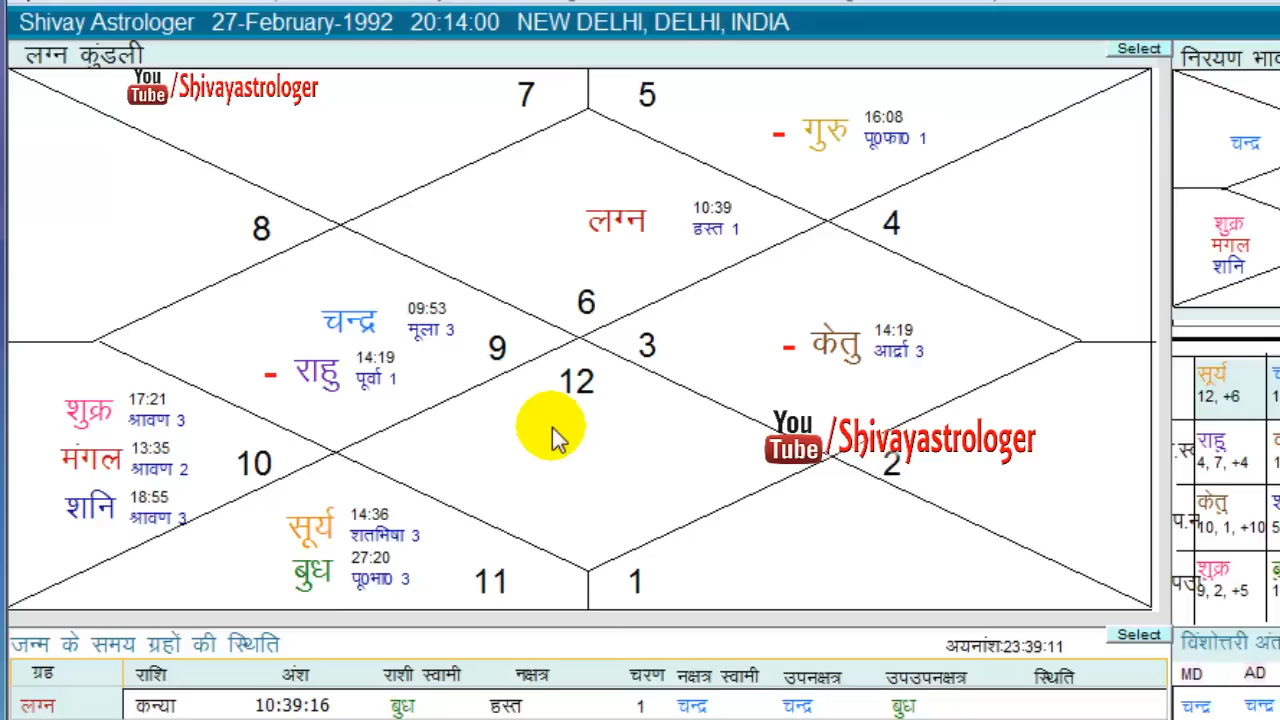 Shivay Astrologer 27-February-1992 20:14:00 NEW DELHI, DELHI, INDIA
लग्न कुंडली
Select
निरयण
You Tube /Shivayastrologer
7
5
- गुरु 16:08
पू0फा0 1
चन्द्र
8
लग्न 10:39
हस्त 1
4
शुक्र
मंगल
शनि
6
चन्द्र 09:53
मूला 3
9
3
- केतु 14:19
आर्द्रा 3
- राहु 14:19
पूर्वा 1
12
सूर्य
12, +6
शुक्र 17:21
श्रावण 3
मंगल 13:35
श्रावण 2
10
You Tube /Shivayastrologer
2
राहू
4, 7, +4
शनि 18:55
श्रावण 3
सूर्य 14:36
शतभिषा 3
केतु
10, 1, +10
बुध 27:20
पू0भा0 3
11
1
शुक्र
9, 2, +5
जन्म के समय ग्रहों की स्थिति
अयनांश:23:39:11
Select
विंशोत्तरी
ग्रह राशि अंश राशी स्वामी नक्षत्र चरण नक्षत्र स्वामी उपनक्षत्र उपउपनक्षत्र स्थिति
MD AD
लग्न कन्या 10:39:16 बुध हस्त 1 चन्द्र चन्द्र बुध
चन्द्र चन्द्र